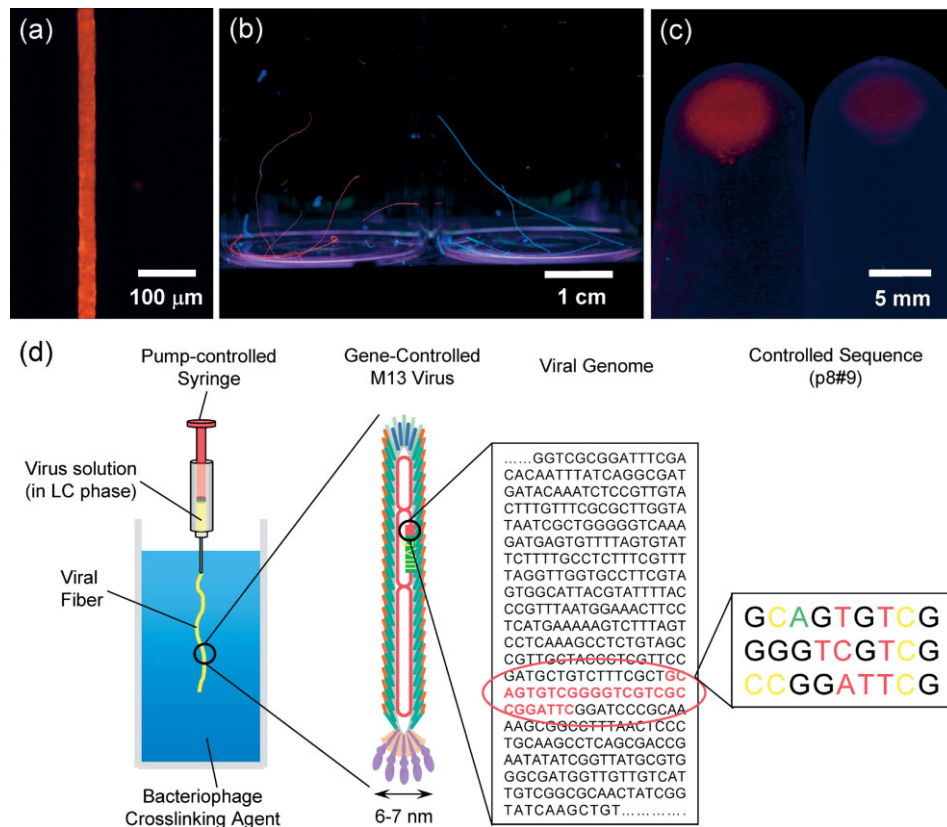 (a)
100 μm
(b)
1 cm
(c)
5 mm
(d)
Pump-controlled
Syringe
Virus solution
(in LC phase)
Viral
Fiber
Bacteriophage
Crosslinking Agent
Gene-Controlled
M13 Virus
6-7 nm
Viral Genome
......GGTCGCGGATTTCGA
CACAATTTATCAGGCGAT
GATACAAATCTCCGTTGTA
CTTTGTTTCGCGCTTGGTA
TAATCGCTGGGGGTCAAA
GATGAGTGTTTTAGTGTAT
TCTTTTGCCTCTTTCGTTT
TAGGTTGGTGCCTTCGTA
GTGGCATTACGTATTTTAC
CCGTTTAATGGAAACTTCC
TCATGAAAAAGTCTTTAGT
CCTCAAAGCCTCTGTAGC
CGTTGCTACCCTCGTTCC
GATGCTGTCTTTCGCTGC
AGTGTCGGGGTCGTCGC
CGGATTCGGATCCCGCAA
AAGCGGCCTTTAACTCCC
TGCAAGCCTCAGCGACCG
AATATATCGGTTATGCGTG
GGCGATGGTTGTTGTCAT
TGTCGGCGCAACTATCGG
TATCAAGCTGT............
Controlled Sequence
(p8#9)
GCAGTGTCG
GGGTCGTCG
CCGGATTCG